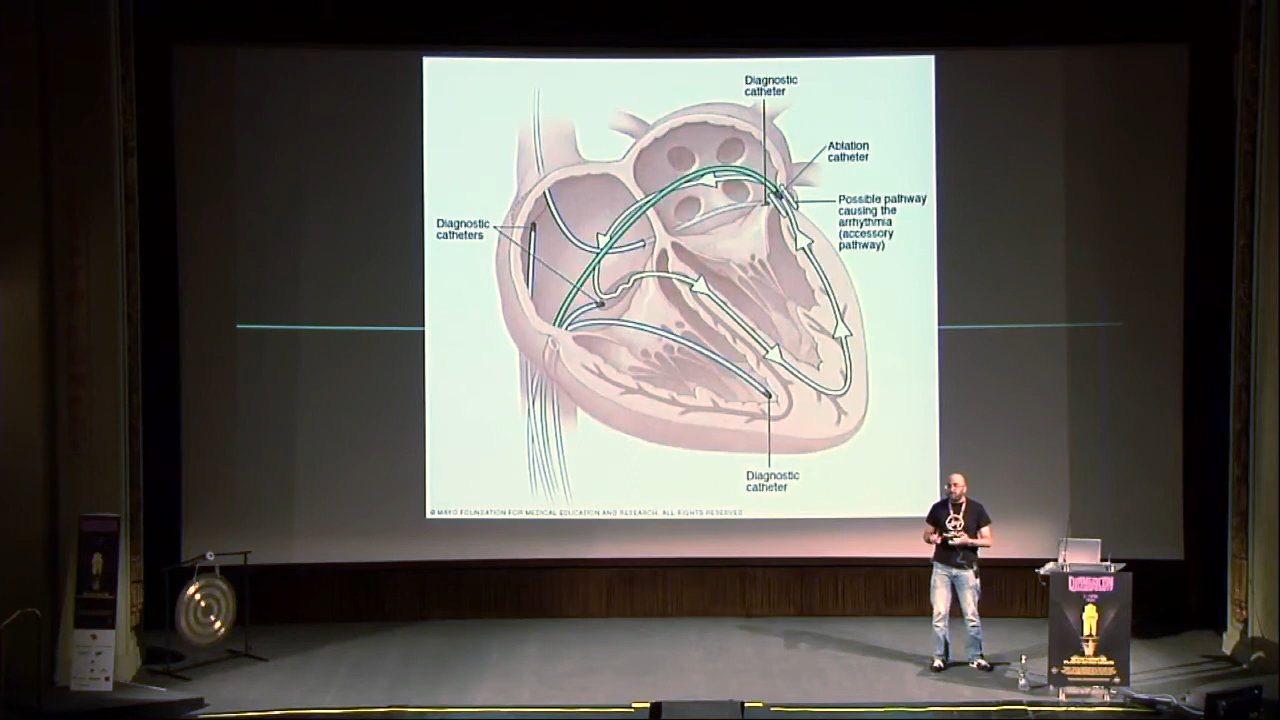 Diagnostic
catheter
Ablation
catheter
Possible pathway
causing the
arrhythmia
(accessory
pathway)
Diagnostic
catheters
Diagnostic
catheter
© MAYO FOUNDATION FOR MEDICAL EDUCATION AND RESEARCH. ALL RIGHTS RESERVED